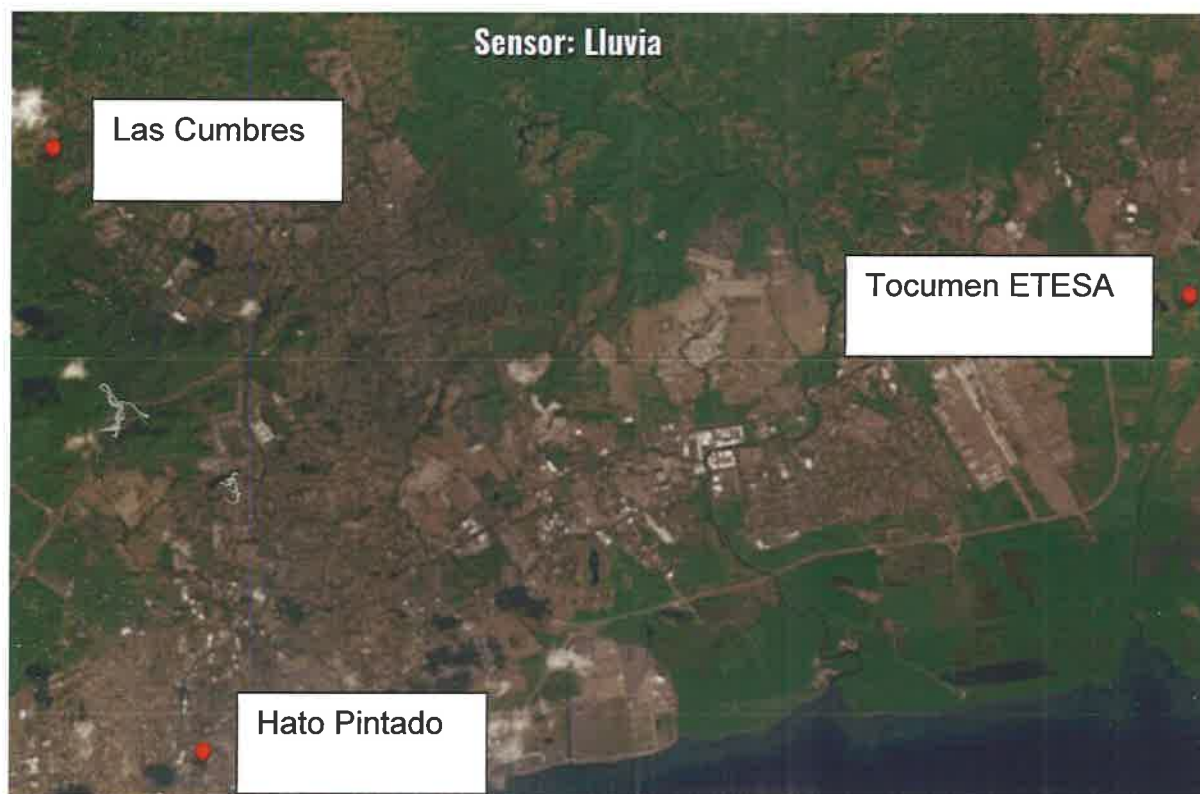 Sensor: Lluvia
Las Cumbres
Tocumen ETESA
Hato Pintado